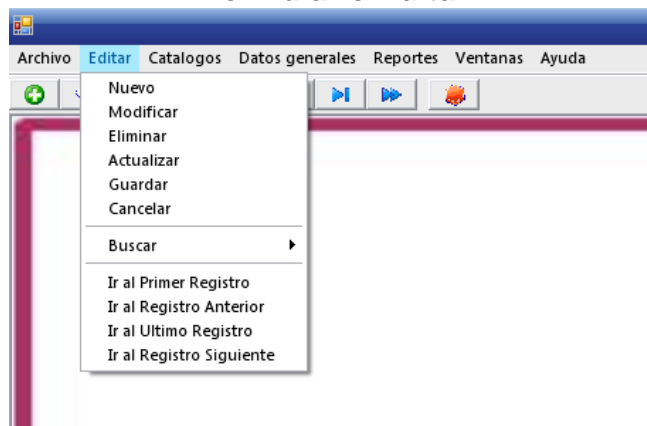 Archivo Editar Catalogos Datos generales Reportes Ventanas Ayuda
Nuevo
Modificar
Eliminar
Actualizar
Guardar
Cancelar
Buscar
Ir al Primer Registro
Ir al Registro Anterior
Ir al Ultimo Registro
Ir al Registro Siguiente